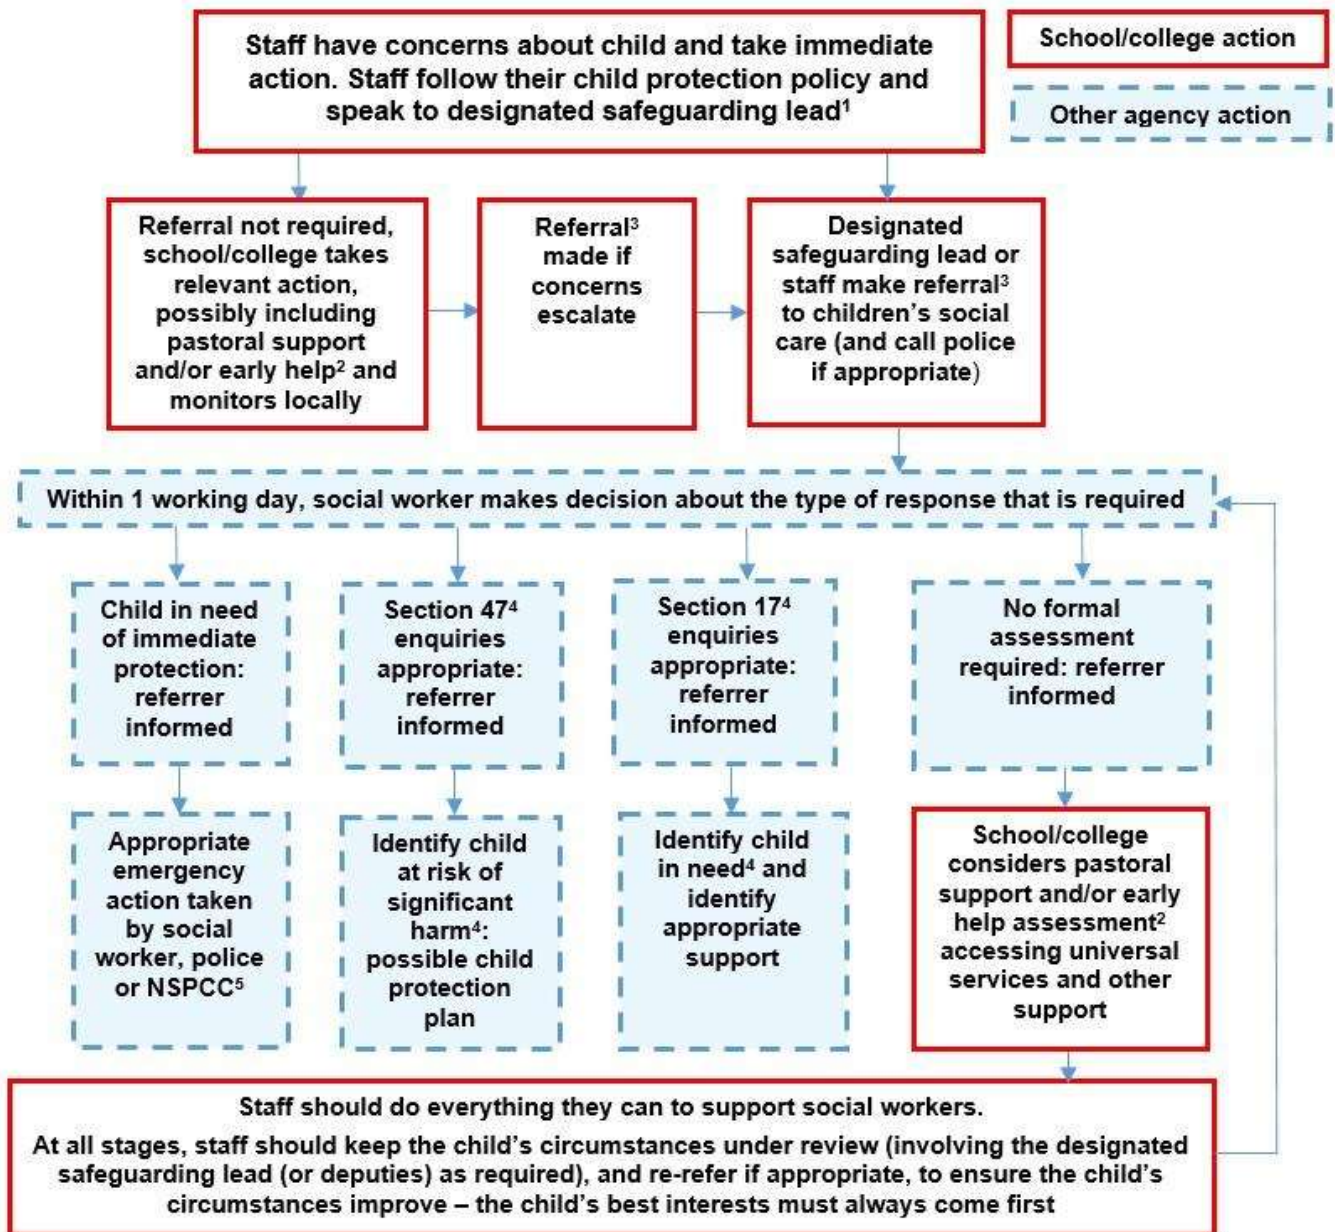 Staff have concerns about child and take immediate
action. Staff follow their child protection policy and
speak to designated safeguarding lead¹
School/college action
Other agency action
Referral not required,
school/college takes
relevant action,
possibly including
pastoral support
and/or early help² and
monitors locally
Referral³
made if
concerns
escalate
Designated
safeguarding lead or
staff make referral³
to children’s social
care (and call police
if appropriate)
Within 1 working day, social worker makes decision about the type of response that is required
Child in need
of immediate
protection:
referrer
informed
Section 47⁴
enquiries
appropriate:
referrer
informed
Section 17⁴
enquiries
appropriate:
referrer
informed
No formal
assessment
required: referrer
informed
Appropriate
emergency
action taken
by social
worker, police
or NSPCC⁵
Identify child
at risk of
significant
harm⁴:
possible child
protection
plan
Identify child
in need⁴ and
identify
appropriate
support
School/college
considers pastoral
support and/or early
help assessment²
accessing universal
services and other
support
Staff should do everything they can to support social workers.
At all stages, staff should keep the child’s circumstances under review (involving the designated
safeguarding lead (or deputies) as required), and re-refer if appropriate, to ensure the child’s
circumstances improve – the child’s best interests must always come first